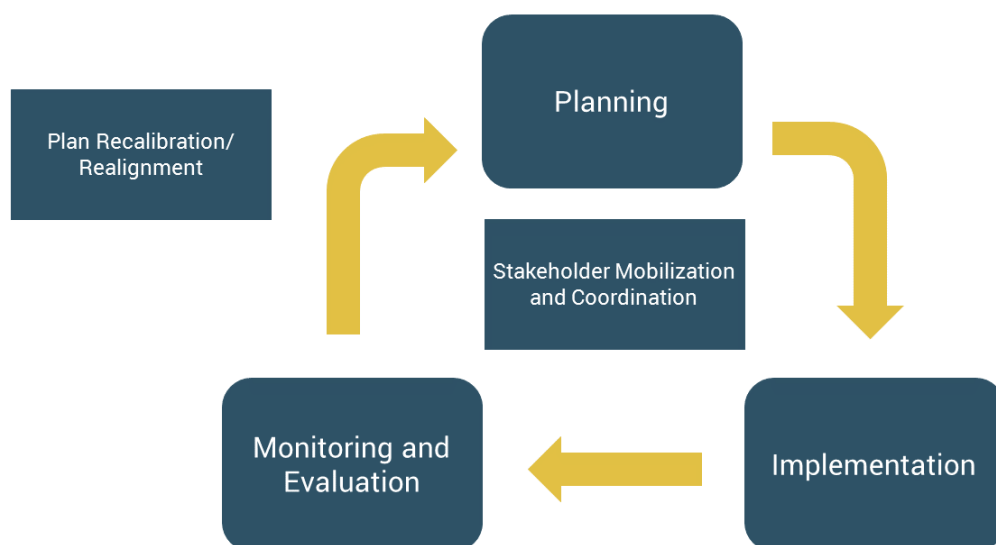 Planning
Plan Recalibration/
Realignment
Stakeholder Mobilization
and Coordination
Monitoring and
Evaluation
Implementation